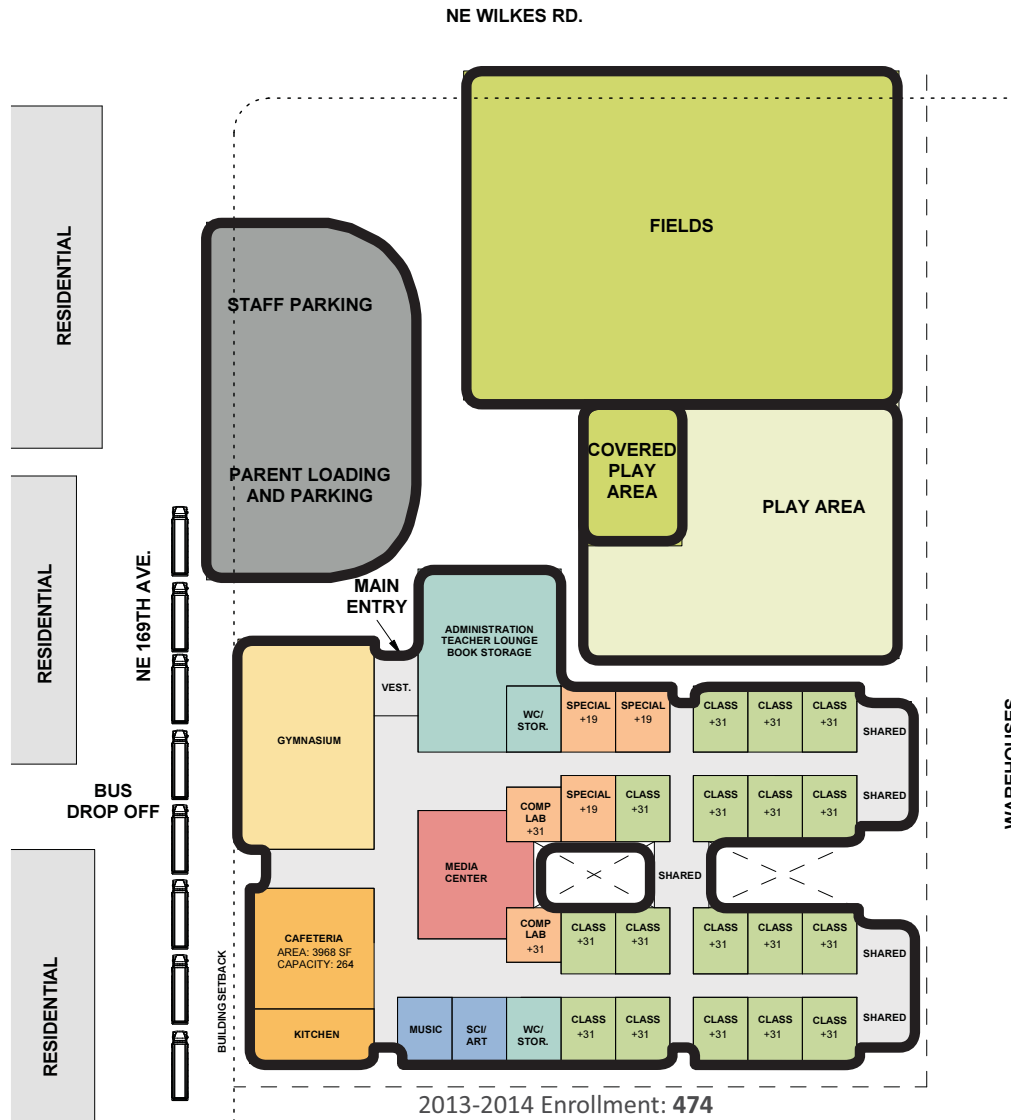 NE WILKES RD.
RESIDENTIAL
FIELDS
STAFF PARKING
PARENT LOADING
AND PARKING
COVERED
PLAY
AREA
PLAY AREA
RESIDENTIAL
NE 169TH AVE.
MAIN
ENTRY
ADMINISTRATION
TEACHER LOUNGE
BOOK STORAGE
VEST.
WC/
STOR.
SPECIAL
+19
SPECIAL
+19
CLASS
+31
CLASS
+31
CLASS
+31
SHARED
GYMNASIUM
WAREHOUSES
BUS
DROP OFF
COMP
LAB
+31
SPECIAL
+19
CLASS
+31
CLASS
+31
CLASS
+31
CLASS
+31
SHARED
MEDIA
CENTER
SHARED
RESIDENTIAL
CAFETERIA
AREA: 3968 SF
CAPACITY: 264
COMP
LAB
+31
CLASS
+31
CLASS
+31
CLASS
+31
CLASS
+31
CLASS
+31
SHARED
BUILDING SETBACK
KITCHEN
MUSIC
SCI/
ART
WC/
STOR.
CLASS
+31
CLASS
+31
CLASS
+31
CLASS
+31
CLASS
+31
SHARED
2013-2014 Enrollment: 474